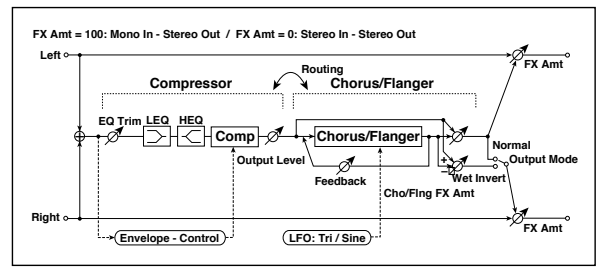 FX Amt = 100: Mono In - Stereo Out / FX Amt = 0: Stereo In - Stereo Out
Left
FX Amt
Routing
Compressor
Chorus/Flanger
EQ Trim
LEQ
HEQ
Comp
Output Level
Chorus/Flanger
Feedback
Normal
Output Mode
+
−
Wet Invert
Cho/Flng FX Amt
Right
FX Amt
Envelope - Control
LFO: Tri / Sine